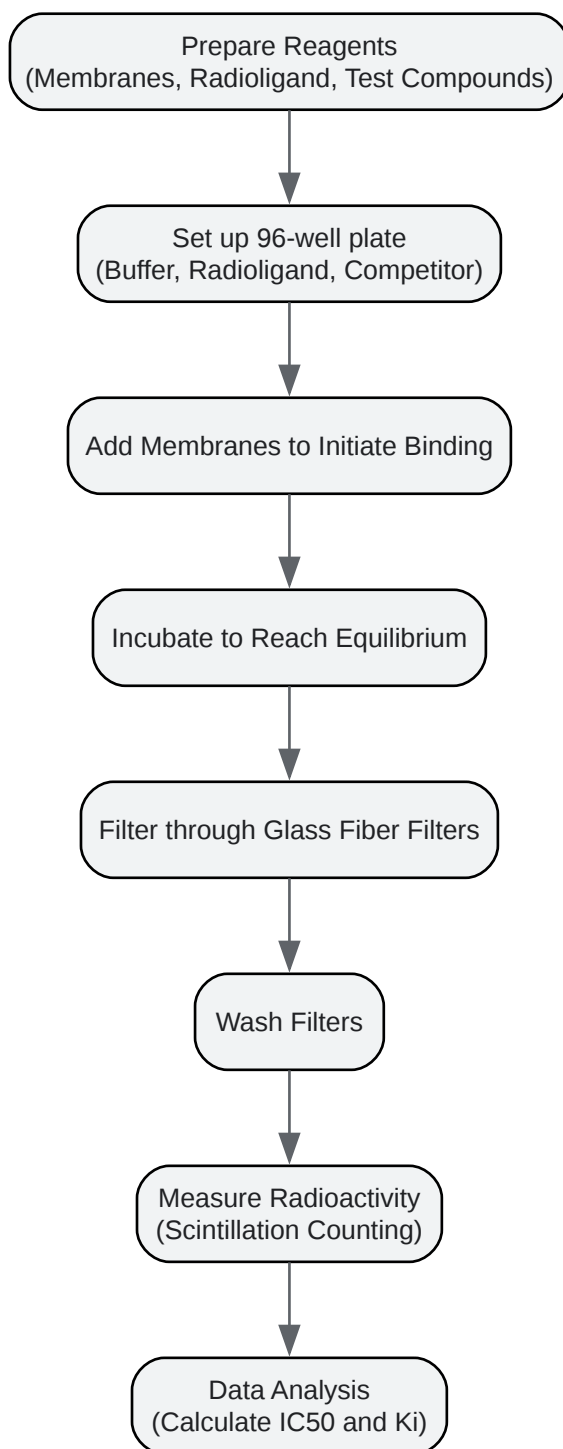 Prepare Reagents
(Membranes, Radioligand, Test Compounds)
Set up 96-well plate
(Buffer, Radioligand, Competitor)
Add Membranes to Initiate Binding
Incubate to Reach Equilibrium
Filter through Glass Fiber Filters
Wash Filters
Measure Radioactivity
(Scintillation Counting)
Data Analysis
(Calculate IC50 and Ki)